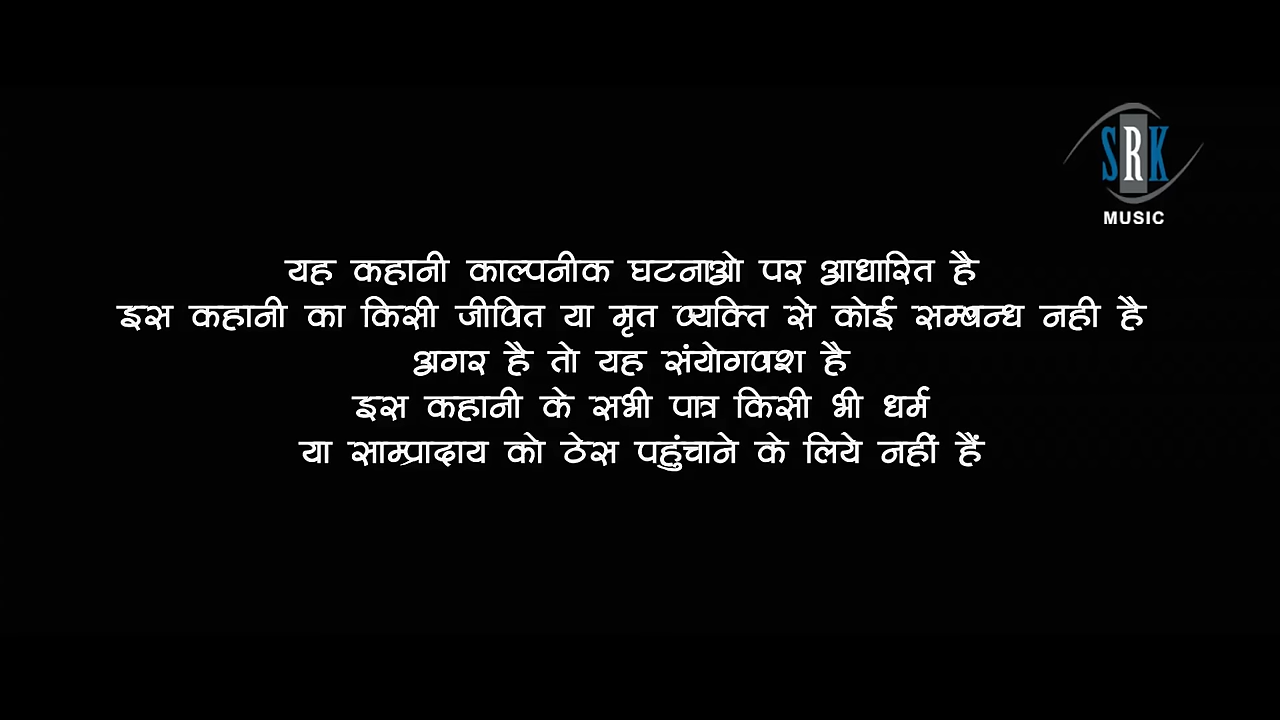 SRK
MUSIC
यह कहानी काल्पनीक घटनाओ पर आधारित है
इस कहानी का किसी जीवित या मृत व्यक्ति से कोई सम्बन्ध नही है
अगर है तो यह संयोगवश है
इस कहानी के सभी पात्र किसी भी धर्म
या साम्प्रादाय को ठेस पहुंचाने के लिये नहीं हैं